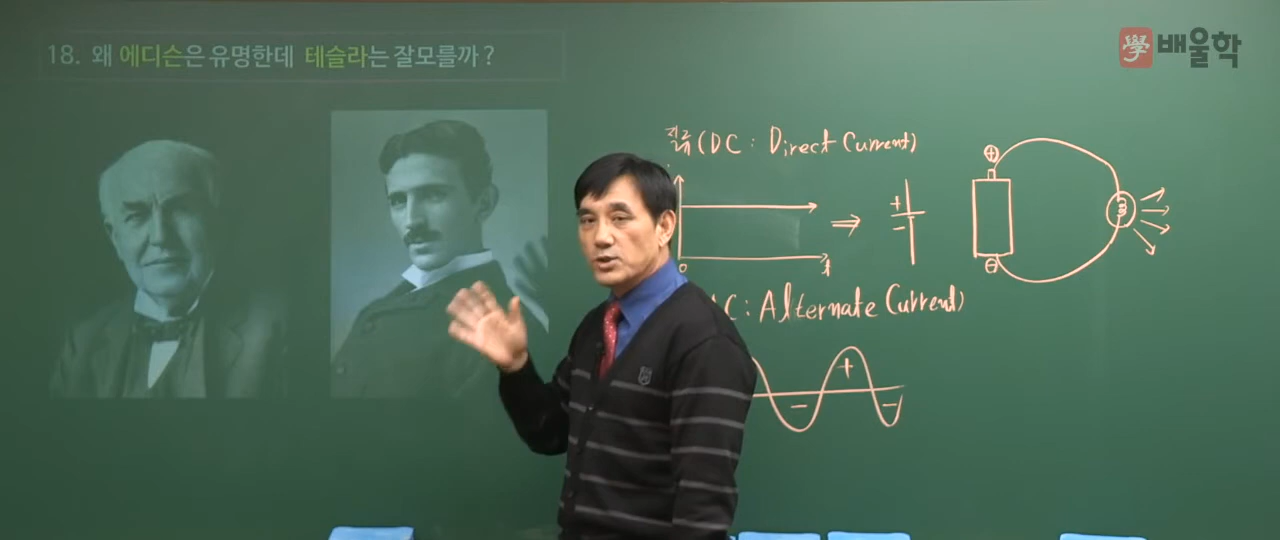 18. 왜 에디슨은 유명한데 테슬라는 잘모를까?
學 배울학
직류(DC : Direct Current)
⊕
+
-
0
t
⊖
C : Alternate Current)
+
- -